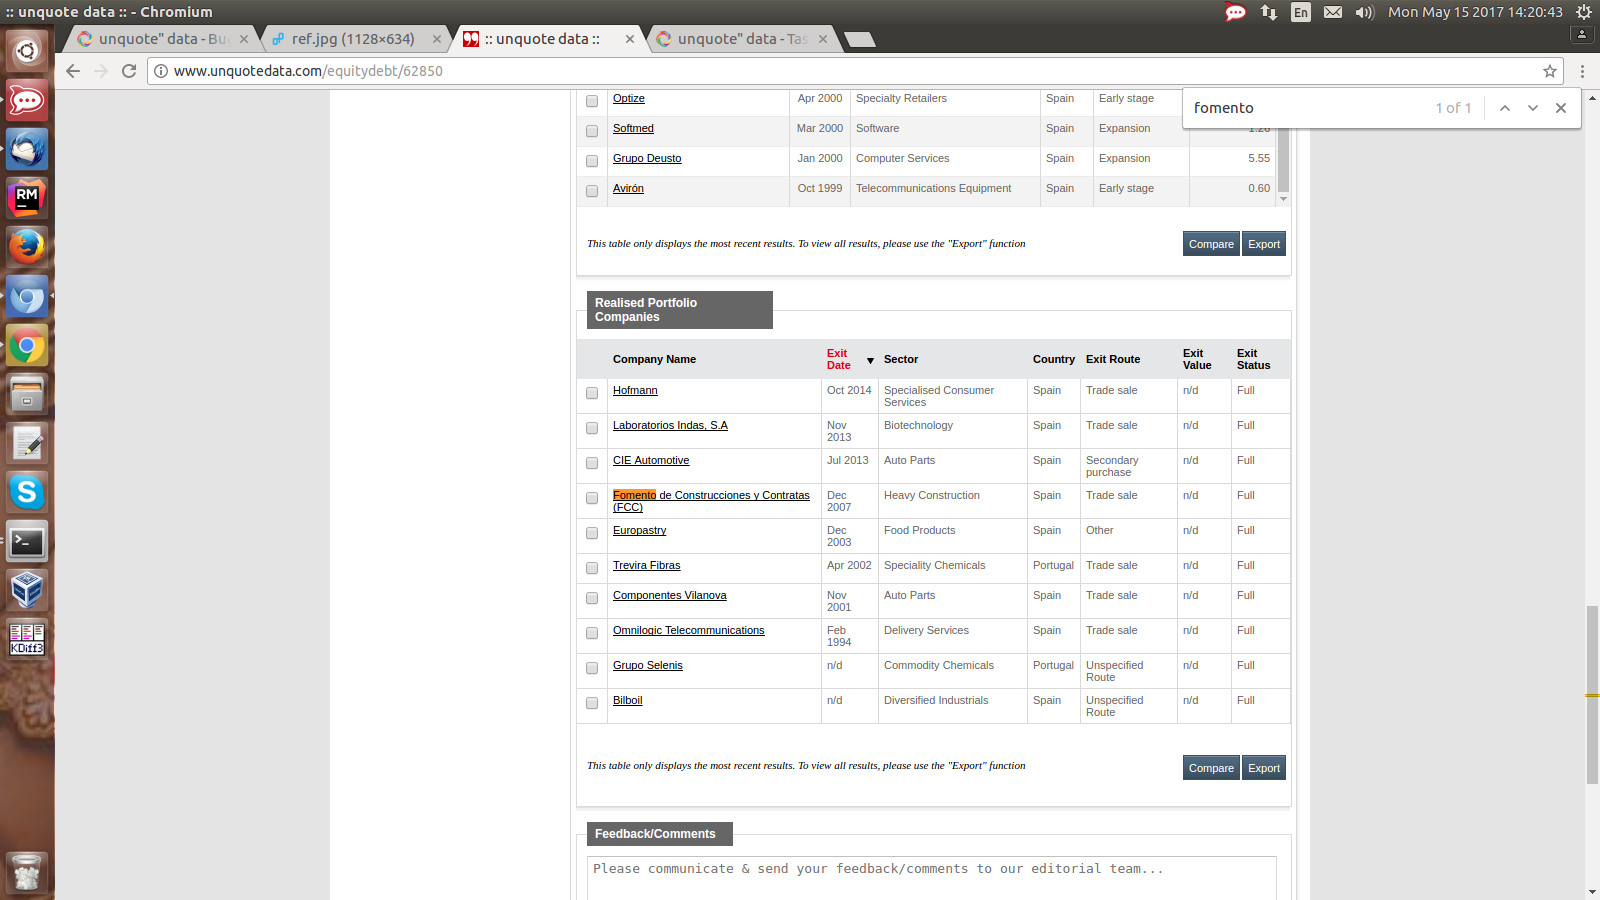 :: unquote data :: - Chromium
En
Mon May 15 2017 14:20:43
unquote" data - Bu
ref.jpg (1128×634)
:: unquote data ::
unquote" data - Tas
www.unquotedata.com/equitydebt/62850
fomento
1 of 1
Optize Apr 2000 Specialty Retailers Spain Early stage
Softmed Mar 2000 Software Spain Expansion 1.26
Grupo Deusto Jan 2000 Computer Services Spain Expansion 5.55
Avirón Oct 1999 Telecommunications Equipment Spain Early stage 0.60
This table only displays the most recent results. To view all results, please use the "Export" function
Compare Export
Realised Portfolio
Companies
Company Name Exit Date Sector Country Exit Route Exit Value Exit Status
Hofmann Oct 2014 Specialised Consumer Services Spain Trade sale n/d Full
Laboratorios Indas, S.A Nov 2013 Biotechnology Spain Trade sale n/d Full
CIE Automotive Jul 2013 Auto Parts Spain Secondary purchase n/d Full
Fomento de Construcciones y Contratas (FCC) Dec 2007 Heavy Construction Spain Trade sale n/d Full
Europastry Dec 2003 Food Products Spain Other n/d Full
Trevira Fibras Apr 2002 Speciality Chemicals Portugal Trade sale n/d Full
Componentes Vilanova Nov 2001 Auto Parts Spain Trade sale n/d Full
Omnilogic Telecommunications Feb 1994 Delivery Services Spain Trade sale n/d Full
Grupo Selenis n/d Commodity Chemicals Portugal Unspecified Route n/d Full
Bilboil n/d Diversified Industrials Spain Unspecified Route n/d Full
This table only displays the most recent results. To view all results, please use the "Export" function
Compare Export
Feedback/Comments
Please communicate & send your feedback/comments to our editorial team...
RM
KDiff3